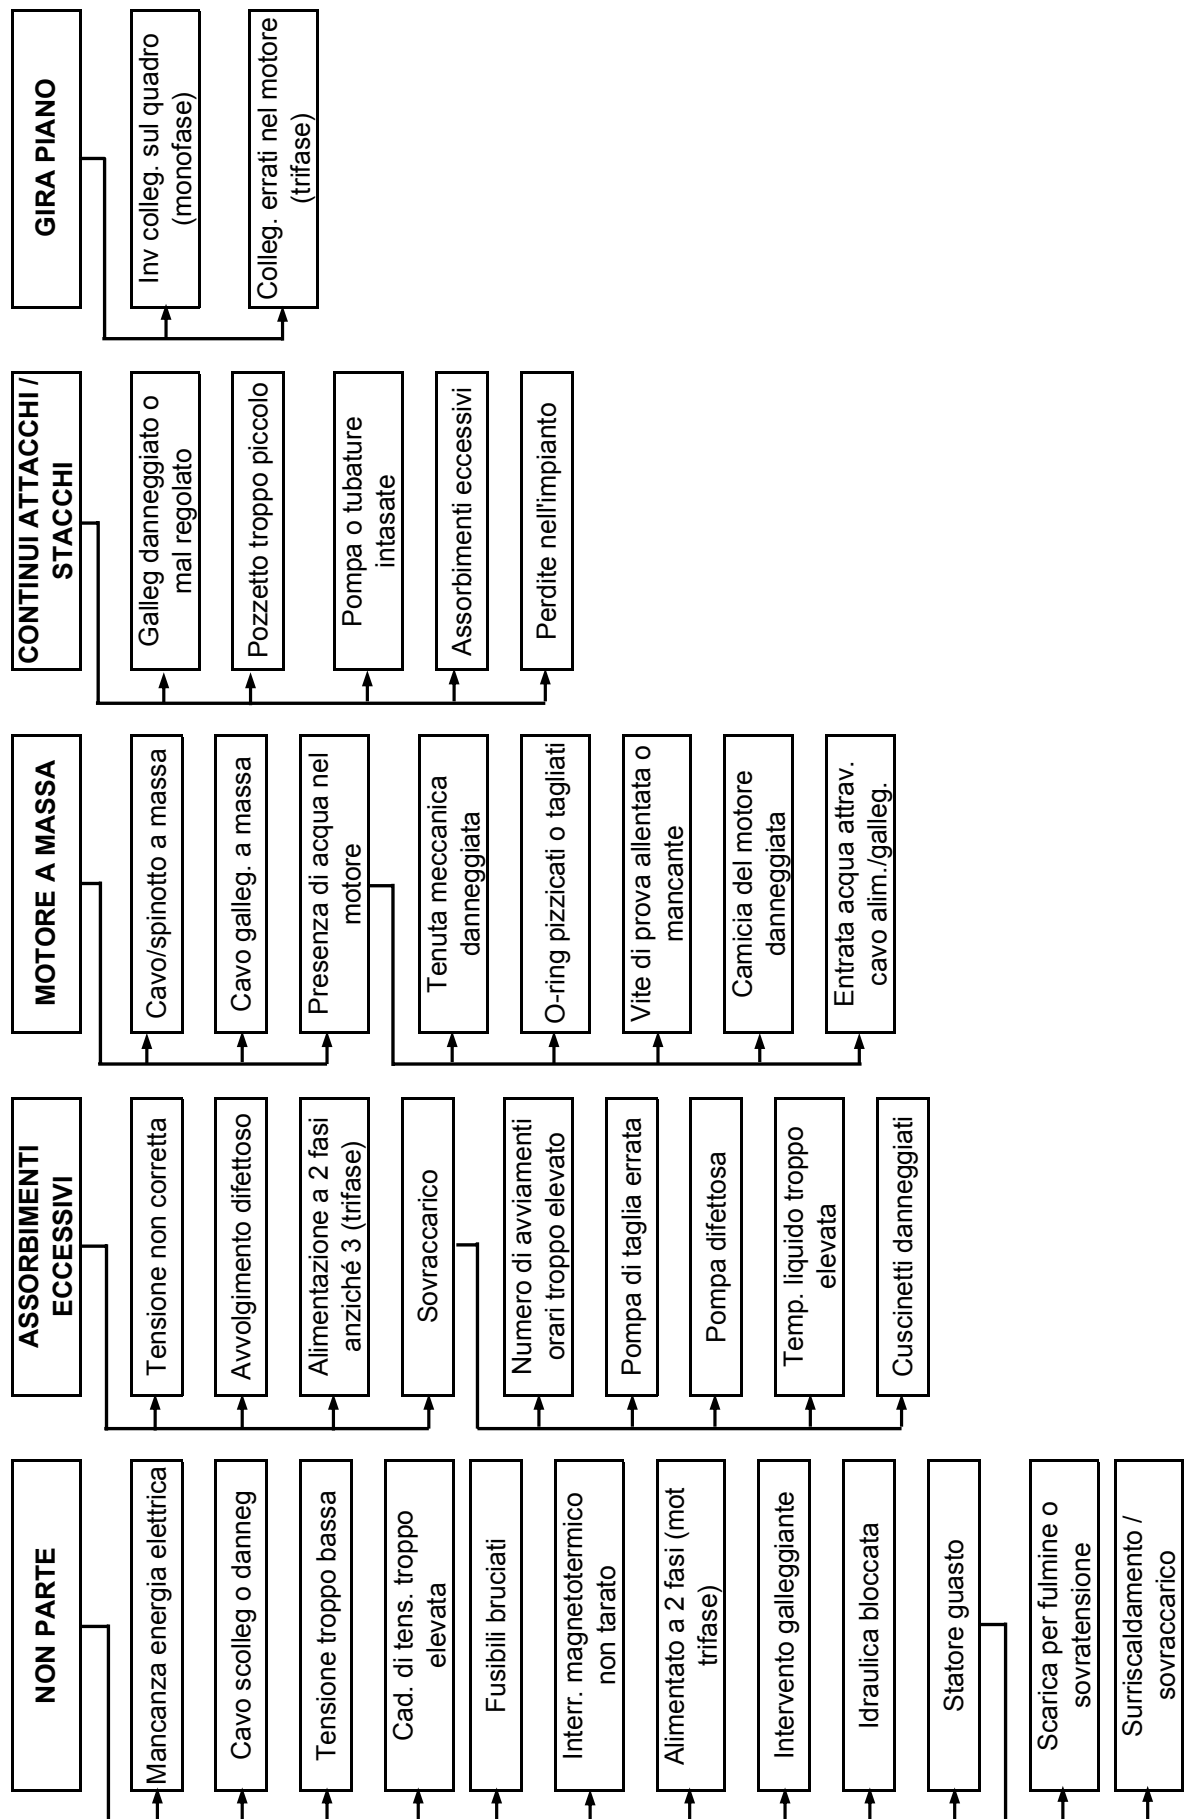 NON PARTE
Mancanza energia elettrica
Cavo scolleg o danneg
Tensione troppo bassa
Cad. di tens. troppo
elevata
Fusibili bruciati
Interr. magnetotermico
non tarato
Alimentato a 2 fasi (mot
trifase)
Intervento galleggiante
Idraulica bloccata
Statore guasto
Scarica per fulmine o
sovratensione
Surriscaldamento /
sovraccarico
ASSORBIMENTI
ECCESSIVI
Tensione non corretta
Avvolgimento difettoso
Alimentazione a 2 fasi
anziché 3 (trifase)
Sovraccarico
Numero di avviamenti
orari troppo elevato
Pompa di taglia errata
Pompa difettosa
Temp. liquido troppo
elevata
Cuscinetti danneggiati
MOTORE A MASSA
Cavo/spinotto a massa
Cavo galleg. a massa
Presenza di acqua nel
motore
Tenuta meccanica
danneggiata
O-ring pizzicati o tagliati
Vite di prova allentata o
mancante
Camicia del motore
danneggiata
Entrata acqua attrav.
cavo alim./galleg.
CONTINUI ATTACCHI /
STACCHI
Galleg danneggiato o
mal regolato
Pozzetto troppo piccolo
Pompa o tubature
intasate
Assorbimenti eccessivi
Perdite nell'impianto
GIRA PIANO
Inv colleg. sul quadro
(monofase)
Colleg. errati nel motore
(trifase)